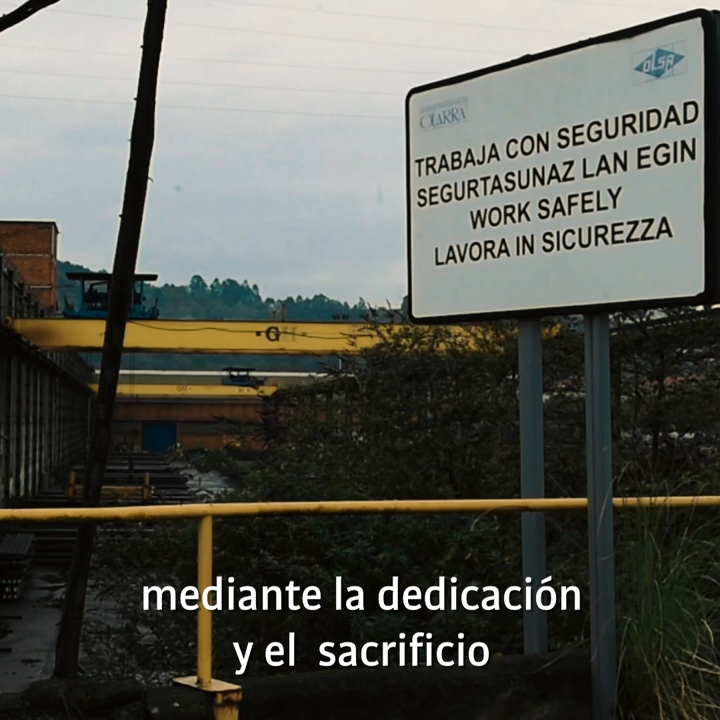 OLARRA
OLSA
TRABAJA CON SEGURIDAD
SEGURTASUNAZ LAN EGIN
WORK SAFELY
LAVORA IN SICUREZZA
mediante la dedicación
y el sacrificio